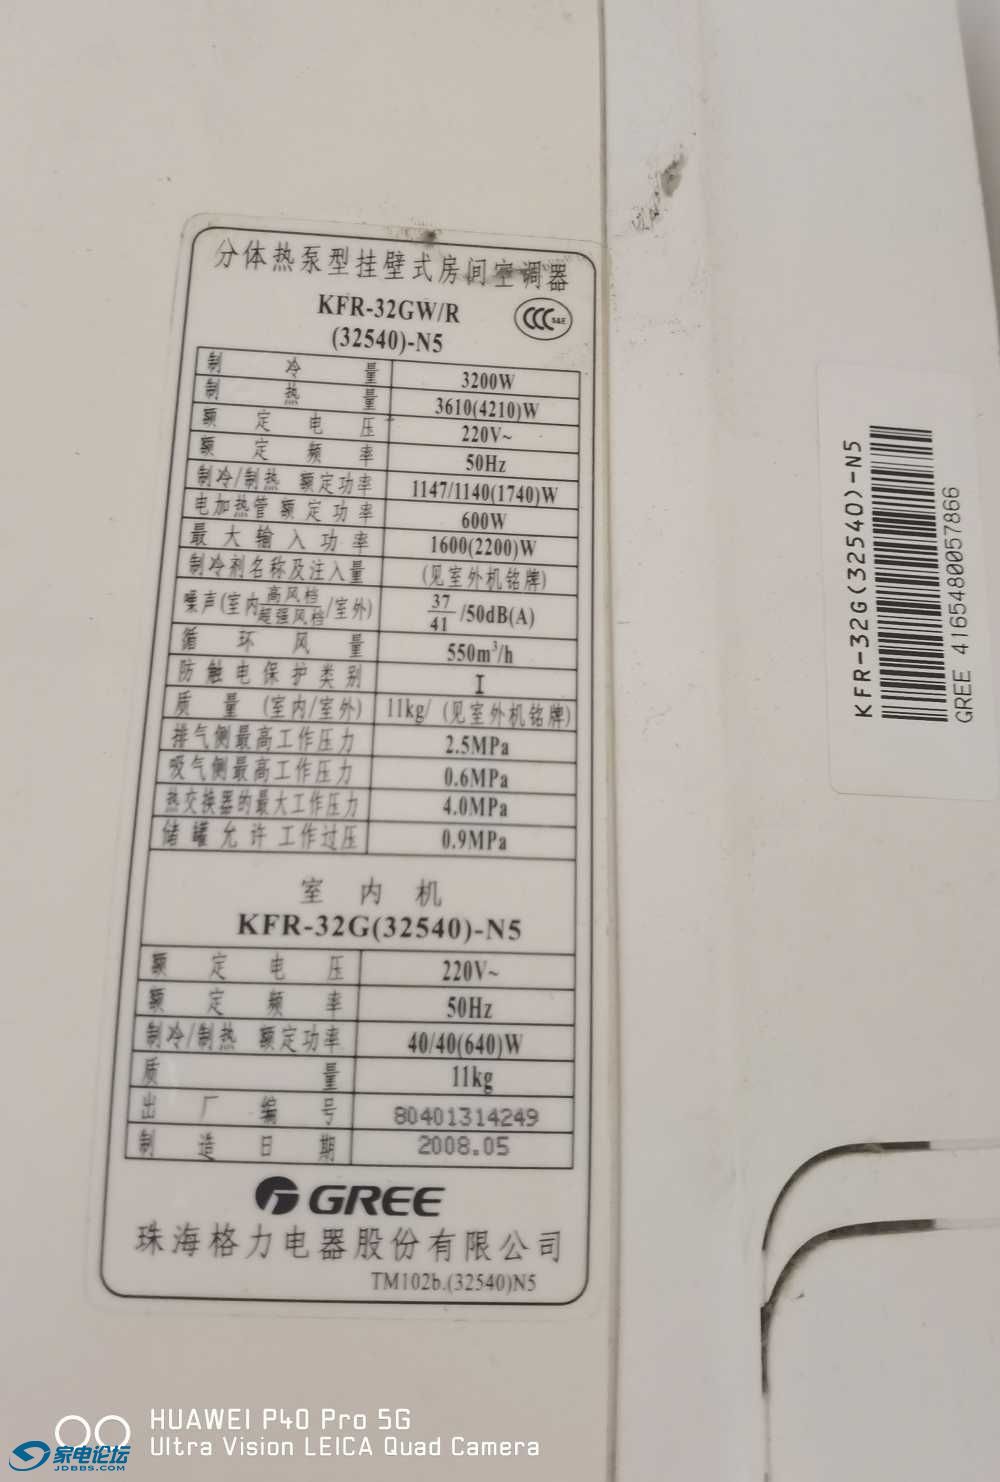 分体热泵型挂壁式房间空调器
KFR-32GW/R
(32540)-N5
CCC S&E
制冷量 3200W
制热量 3610(4210)W
额定电压 220V~
额定频率 50Hz
制冷/制热 额定功率 1147/1140(1740)W
电加热管额定功率 600W
最大输入功率 1600(2200)W
制冷剂名称及注入量 (见室外机铭牌)
噪声(室内高风档/超强风档/室外) 37/41/50dB(A)
循环风量 550m³/h
防触电保护类别 I
质量(室内/室外) 11kg/(见室外机铭牌)
排气侧最高工作压力 2.5MPa
吸气侧最高工作压力 0.6MPa
热交换器的最大工作压力 4.0MPa
储罐允许工作过压 0.9MPa
室内机
KFR-32G(32540)-N5
额定电压 220V~
额定频率 50Hz
制冷/制热 额定功率 40/40(640)W
质量 11kg
出厂编号 80401314249
制造日期 2008.05
GREE
珠海格力电器股份有限公司
TM102b.(32540)N5
KFR-32G(32540)-N5
GREE 4165480057866
HUAWEI P40 Pro 5G
Ultra Vision LEICA Quad Camera
家电论坛
JDBBS.COM